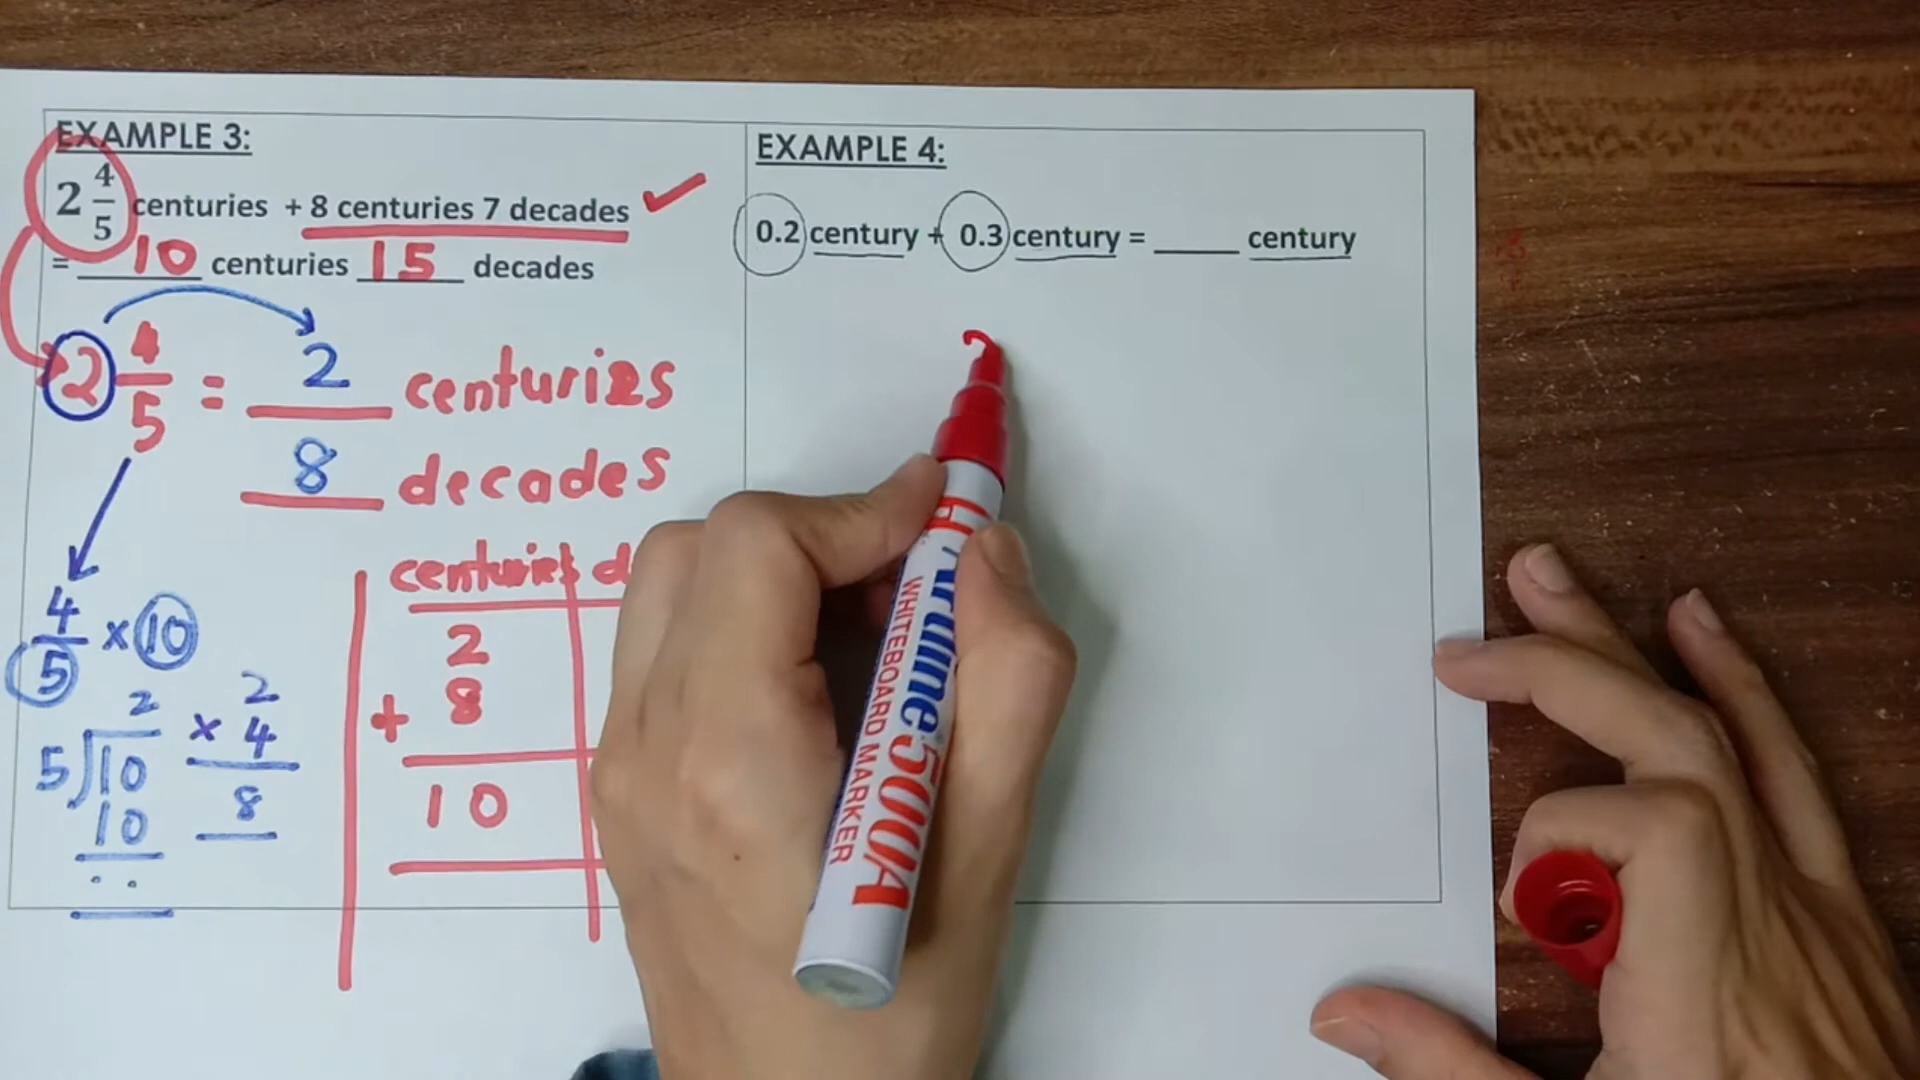 EXAMPLE 3:
2 4/5 centuries + 8 centuries 7 decades
= 10 centuries 15 decades
2 4/5 = 2 centuries
8 decades
4/5 × 10
2
5 10
10
2
× 4
8
centuries d
2
+ 8
10
EXAMPLE 4:
0.2 century + 0.3 century = _____ century
Artline 5000A
WHITEBOARD MARKER